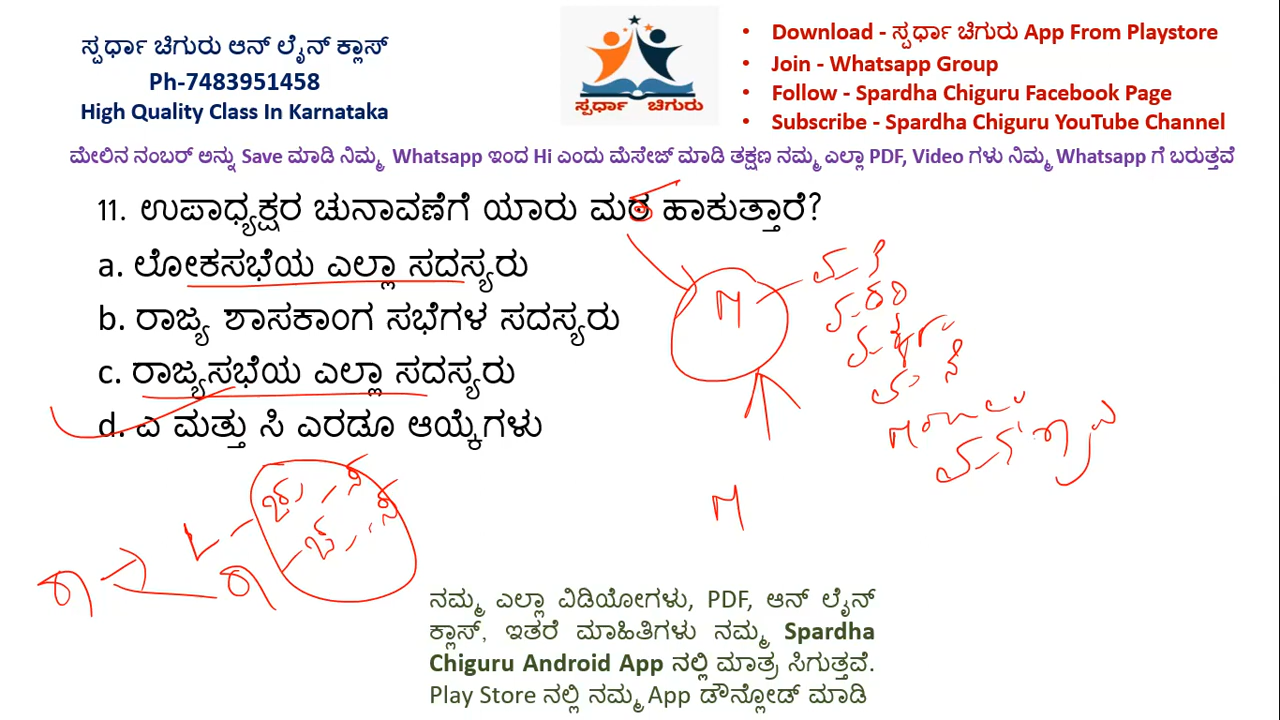 ಸ್ಪರ್ಧಾ ಚಿಗುರು ಆನ್ ಲೈನ್ ಕ್ಲಾಸ್
Ph-7483951458
High Quality Class In Karnataka
ಸ್ಪರ್ಧಾ ಚಿಗುರು
• Download - ಸ್ಪರ್ಧಾ ಚಿಗುರು App From Playstore
• Join - Whatsapp Group
• Follow - Spardha Chiguru Facebook Page
• Subscribe - Spardha Chiguru YouTube Channel
ಮೇಲಿನ ನಂಬರ್ ಅನ್ನು Save ಮಾಡಿ ನಿಮ್ಮ Whatsapp ಇಂದ Hi ಎಂದು ಮೆಸೇಜ್ ಮಾಡಿ ತಕ್ಷಣ ನಮ್ಮ ಎಲ್ಲಾ PDF, Video ಗಳು ನಿಮ್ಮ Whatsapp ಗೆ ಬರುತ್ತವೆ
11. ಉಪಾಧ್ಯಕ್ಷರ ಚುನಾವಣೆಗೆ ಯಾರು ಮತ ಹಾಕುತ್ತಾರೆ?
a. ಲೋಕಸಭೆಯ ಎಲ್ಲಾ ಸದಸ್ಯರು
b. ರಾಜ್ಯ ಶಾಸಕಾಂಗ ಸಭೆಗಳ ಸದಸ್ಯರು
c. ರಾಜ್ಯಸಭೆಯ ಎಲ್ಲಾ ಸದಸ್ಯರು
d. ಎ ಮತ್ತು ಸಿ ಎರಡೂ ಆಯ್ಕೆಗಳು
ನಮ್ಮ ಎಲ್ಲಾ ವಿಡಿಯೋಗಳು, PDF, ಆನ್ ಲೈನ್
ಕ್ಲಾಸ್, ಇತರೆ ಮಾಹಿತಿಗಳು ನಮ್ಮ Spardha
Chiguru Android App ನಲ್ಲಿ ಮಾತ್ರ ಸಿಗುತ್ತವೆ.
Play Store ನಲ್ಲಿ ನಮ್ಮ App ಡೌನ್ಲೋಡ್ ಮಾಡಿ